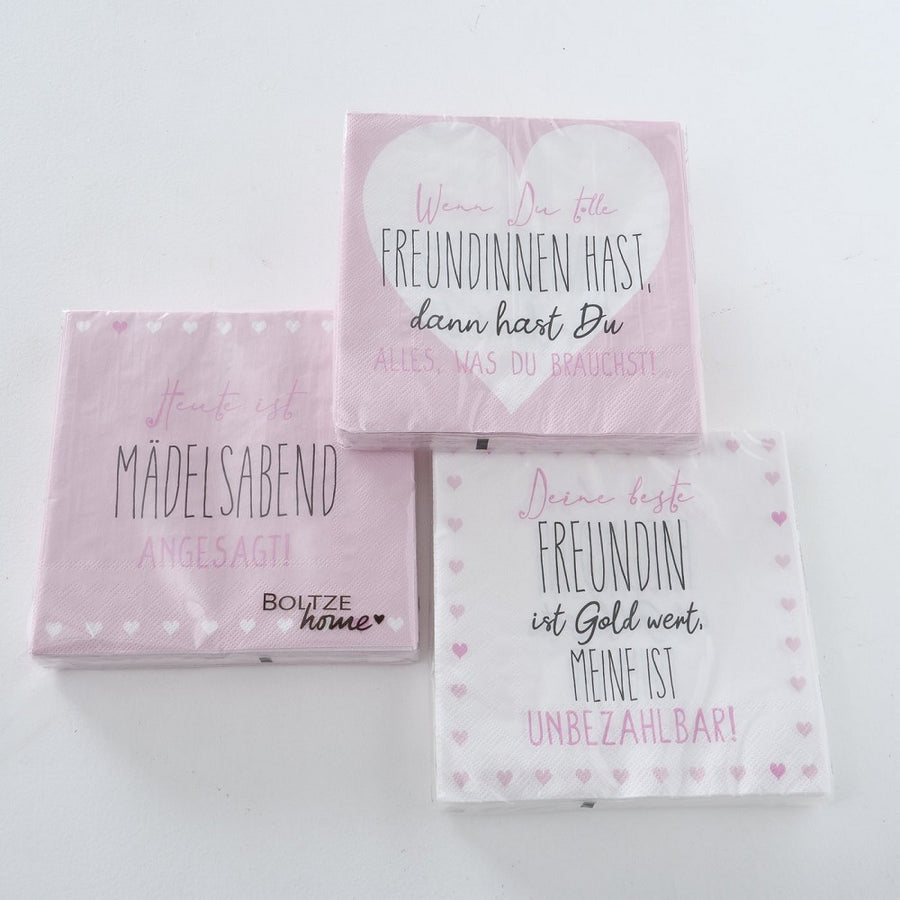 Wenn Du tolle
FREUNDINNEN HAST,
dann hast Du
ALLES, WAS DU BRAUCHST!
Heute ist
MÄDELSABEND
ANGESAGT!
BOLTZE
home
Deine beste
FREUNDIN
ist Gold wert,
MEINE IST
UNBEZAHLBAR!